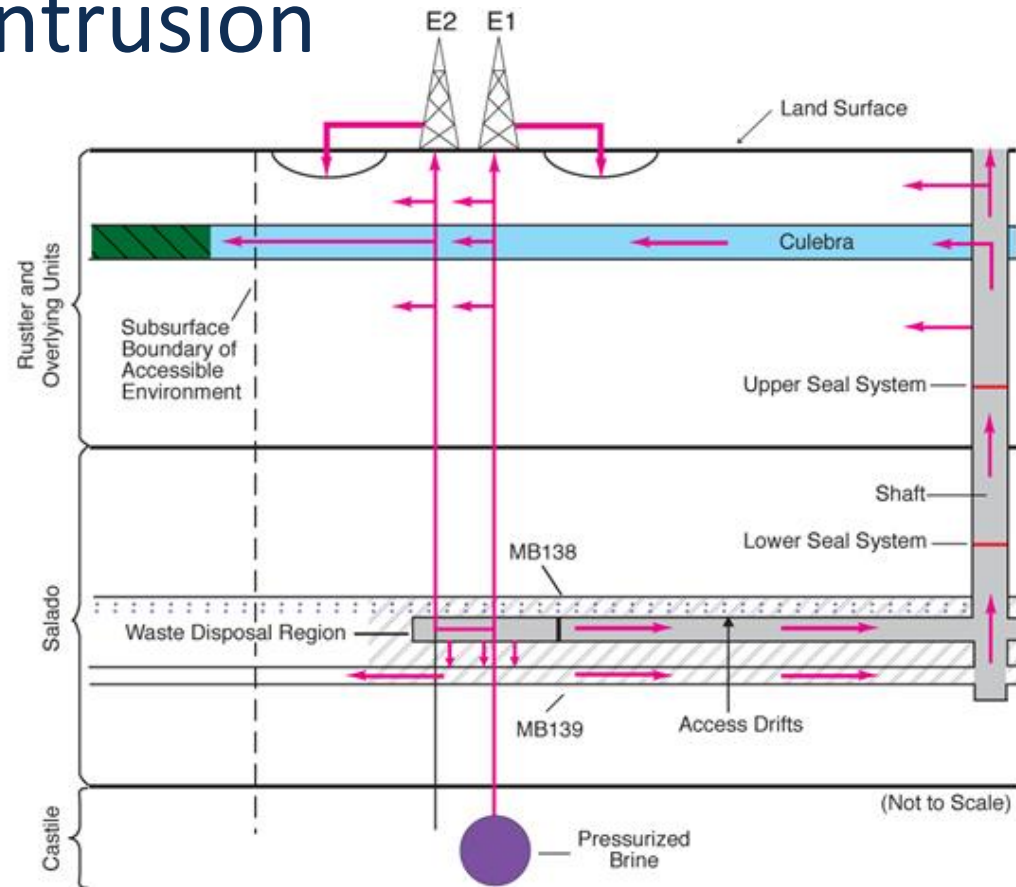 ntrusion
E2 E1
Land Surface
Culebra
Rustler and
Overlying Units
Subsurface
Boundary of
Accessible
Environment
Upper Seal System
Shaft
Lower Seal System
MB138
Salado
Waste Disposal Region
MB139
Access Drifts
(Not to Scale)
Castile
Pressurized
Brine